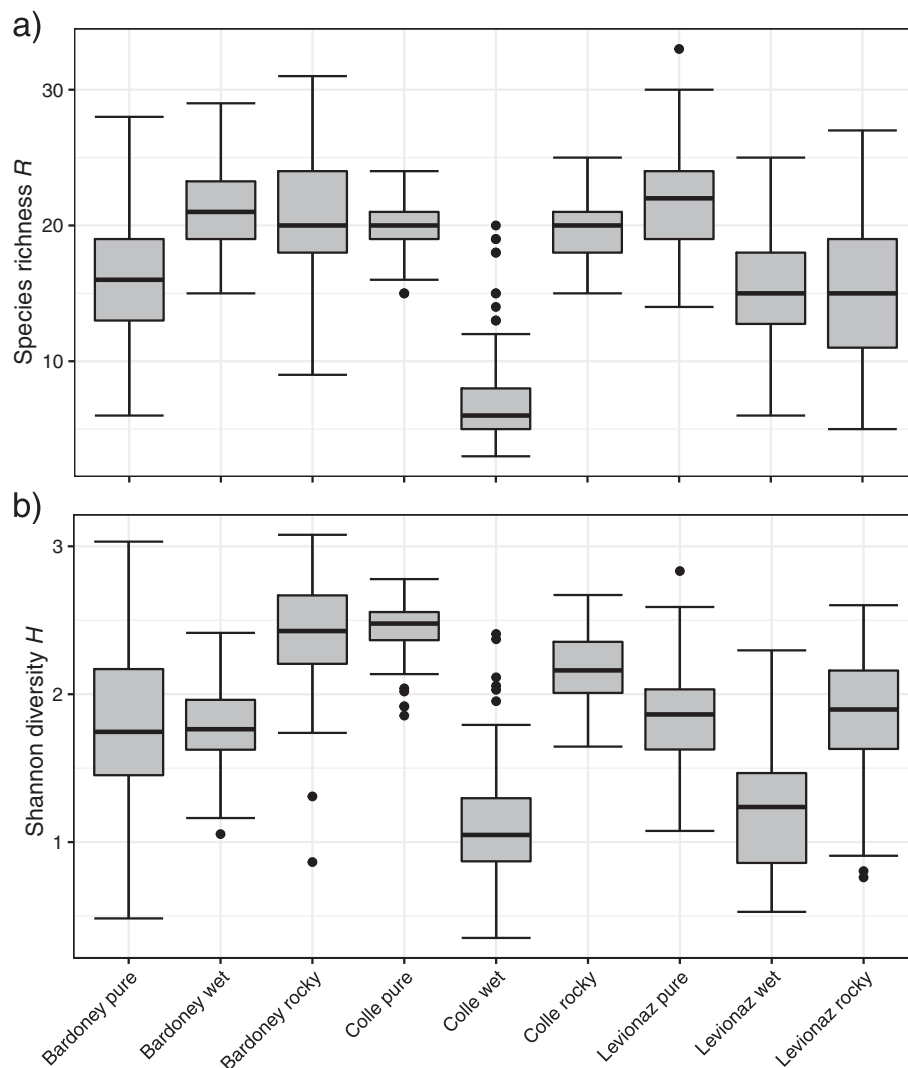 a)
Species richness R
30
20
10
b)
Shannon diversity H
3
2
1
Bardoney pure
Bardoney wet
Bardoney rocky
Colle pure
Colle wet
Colle rocky
Levionaz pure
Levionaz wet
Levionaz rocky